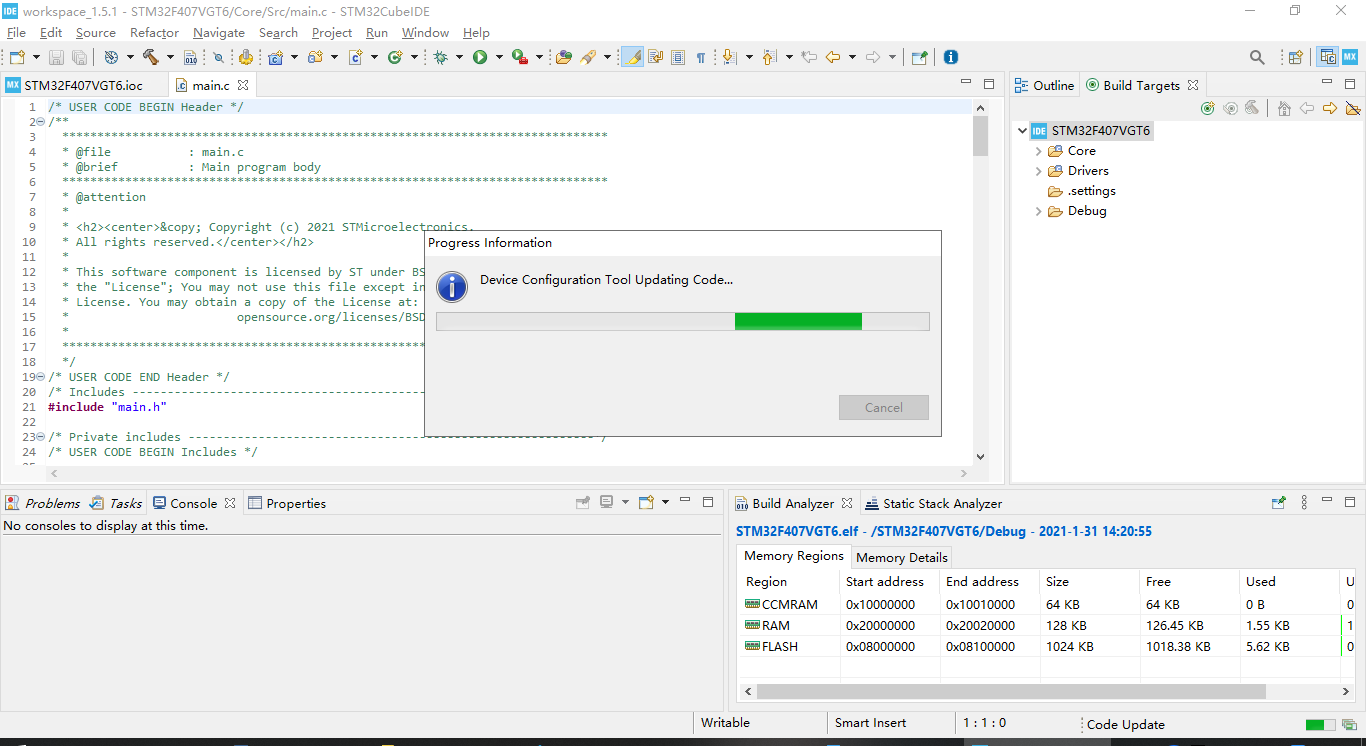 IDE workspace_1.5.1 - STM32F407VGT6/Core/Src/main.c - STM32CubeIDE
File Edit Source Refactor Navigate Search Project Run Window Help
MX STM32F407VGT6.ioc
main.c
1 /* USER CODE BEGIN Header */
2 /**
3 ******************************************************************************
4 * @file : main.c
5 * @brief : Main program body
6 ******************************************************************************
7 * @attention
8 *
9 * <h2><center>&copy; Copyright (c) 2021 STMicroelectronics.
10 * All rights reserved.</center></h2>
11 *
12 * This software component is licensed by ST under BS
13 * the "License"; You may not use this file except in
14 * License. You may obtain a copy of the License at:
15 * opensource.org/licenses/BSD
16 *
17 ****************************************************
18 */
19 /* USER CODE END Header */
20 /* Includes ------------------------------------------
21 #include "main.h"
22
23 /* Private includes ----------------------------------------------------------
24 /* USER CODE BEGIN Includes */
Progress Information
Device Configuration Tool Updating Code...
Cancel
Outline
Build Targets
IDE STM32F407VGT6
Core
Drivers
.settings
Debug
MX
Problems
Tasks
Console
Properties
No consoles to display at this time.
Build Analyzer
Static Stack Analyzer
STM32F407VGT6.elf - /STM32F407VGT6/Debug - 2021-1-31 14:20:55
Memory Regions
Memory Details
Region Start address End address Size Free Used U
CCMRAM 0x10000000 0x10010000 64 KB 64 KB 0 B 0
RAM 0x20000000 0x20020000 128 KB 126.45 KB 1.55 KB 1
FLASH 0x08000000 0x08100000 1024 KB 1018.38 KB 5.62 KB 0
Writable
Smart Insert
1 : 1 : 0
Code Update